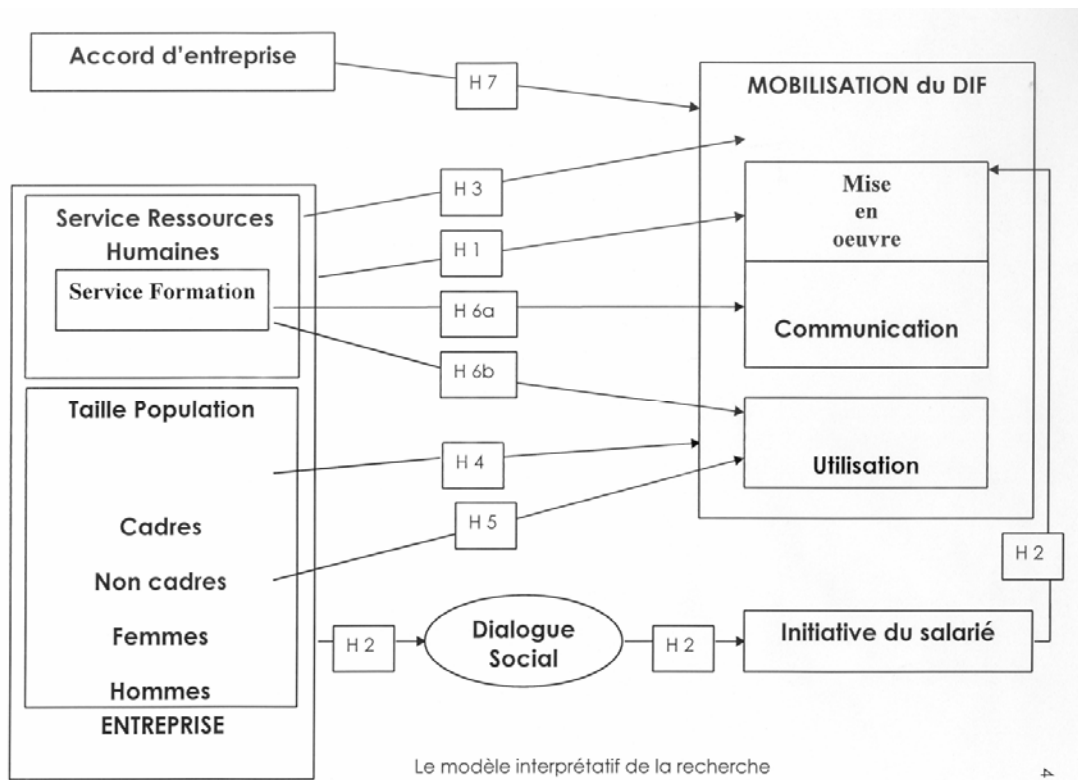 Accord d'entreprise
H 7
MOBILISATION du DIF
H 3
Mise
en
oeuvre
Service Ressources
Humaines
H 1
Service Formation
H 6a
Communication
H 6b
Taille Population
H 4
Utilisation
H 5
Cadres
Non cadres
H 2
Femmes
H 2
Dialogue
Social
H 2
Initiative du salarié
Hommes
ENTREPRISE
Le modèle interprétatif de la recherche
4